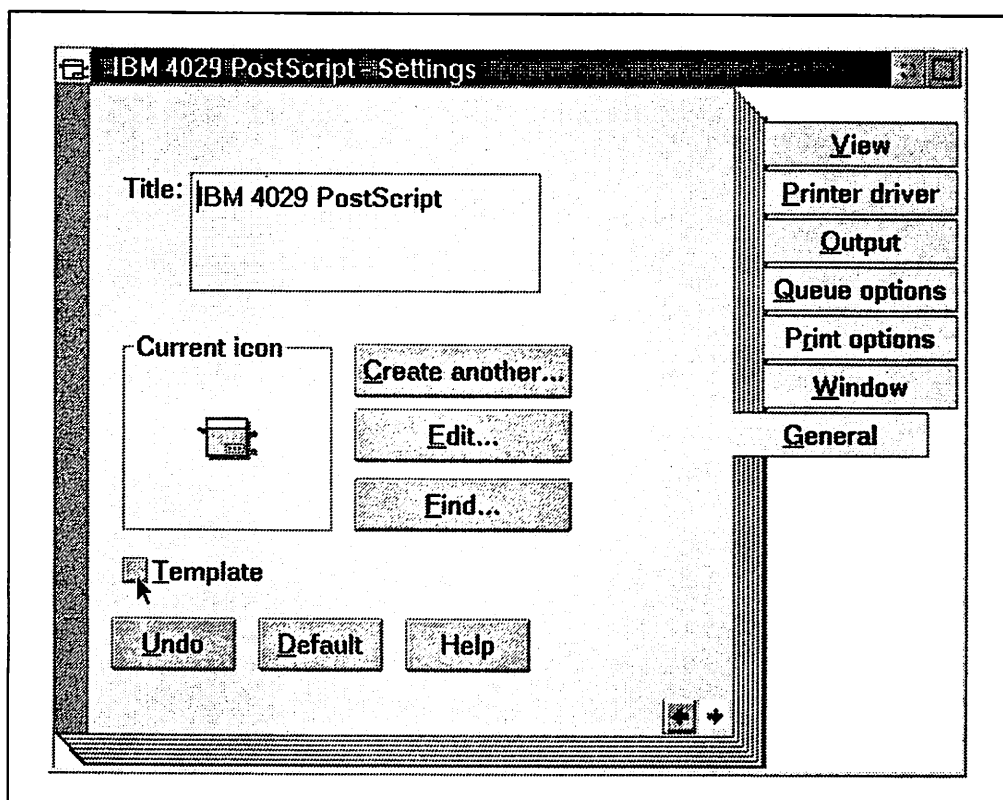 IBM 4029 PostScript - Settings
Title:
IBM 4029 PostScript
Current icon
Create another...
Edit...
Find...
Template
Undo
Default
Help
View
Printer driver
Output
Queue options
Print options
Window
General